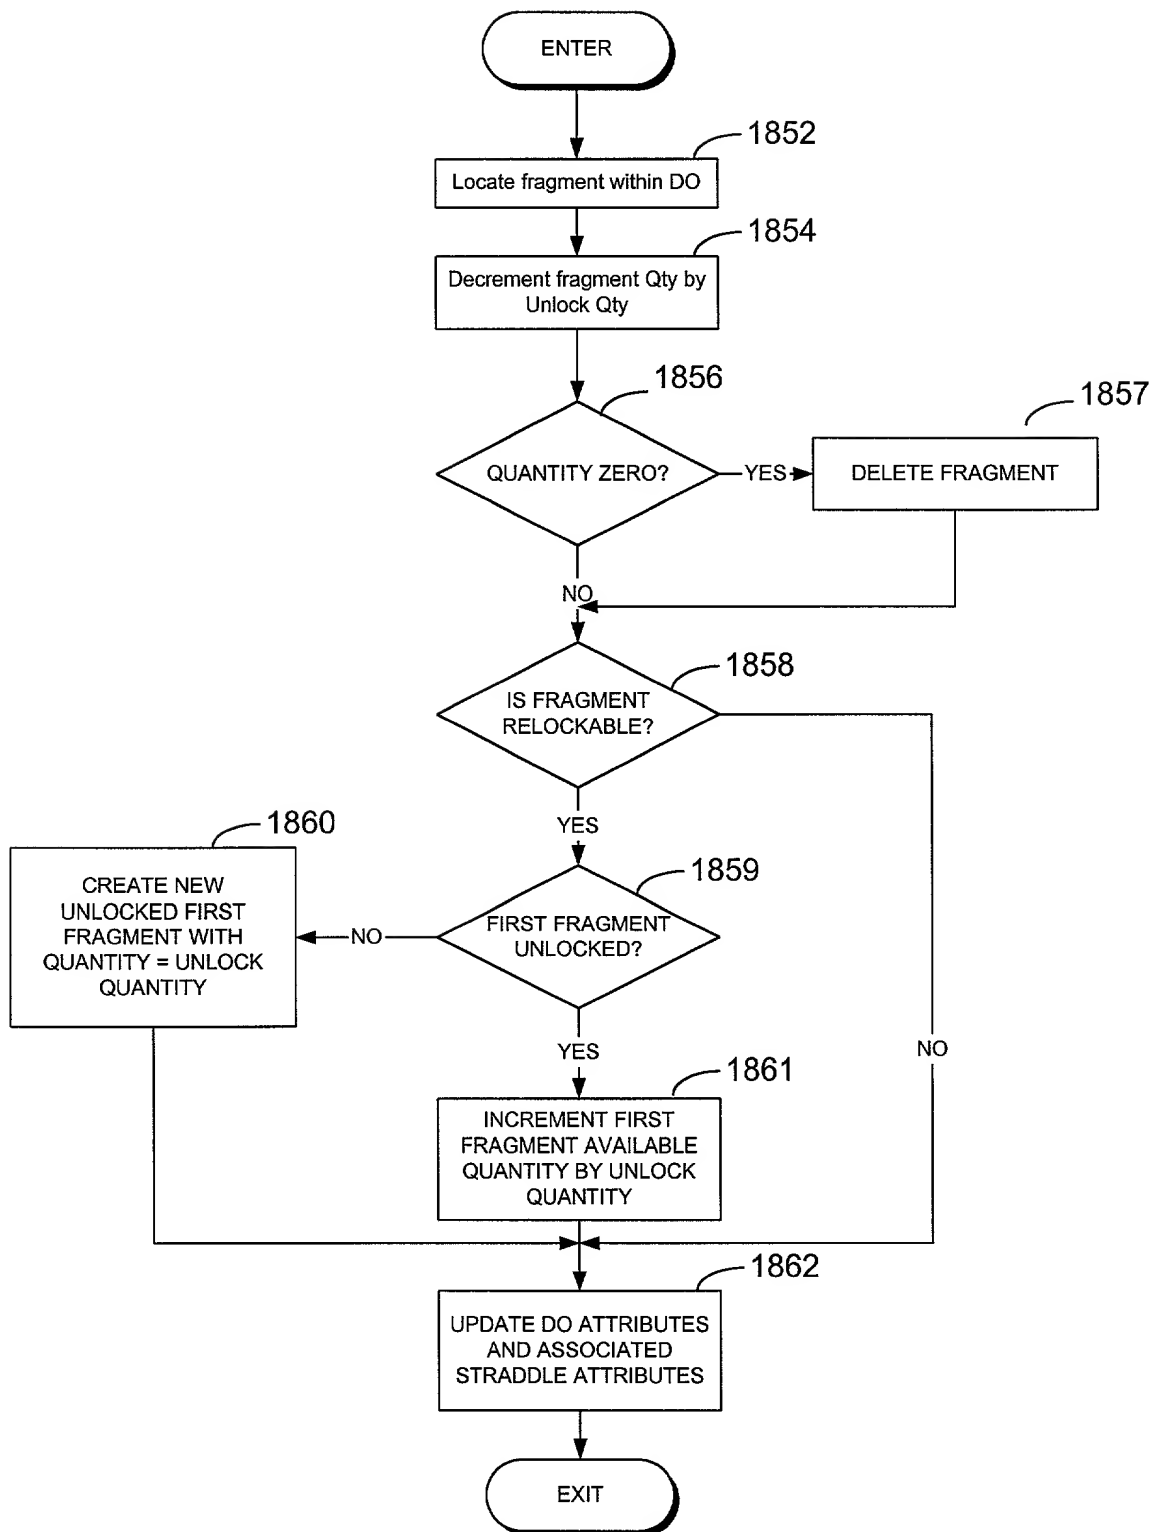 ENTER
1852
Locate fragment within DO
1854
Decrement fragment Qty by
Unlock Qty
1856
1857
QUANTITY ZERO?
YES
DELETE FRAGMENT
NO
1858
IS FRAGMENT
RELOCKABLE?
YES
1860
1859
CREATE NEW
UNLOCKED FIRST
FRAGMENT WITH
QUANTITY = UNLOCK
QUANTITY
NO
FIRST FRAGMENT
UNLOCKED?
YES
NO
1861
INCREMENT FIRST
FRAGMENT AVAILABLE
QUANTITY BY UNLOCK
QUANTITY
1862
UPDATE DO ATTRIBUTES
AND ASSOCIATED
STRADDLE ATTRIBUTES
EXIT